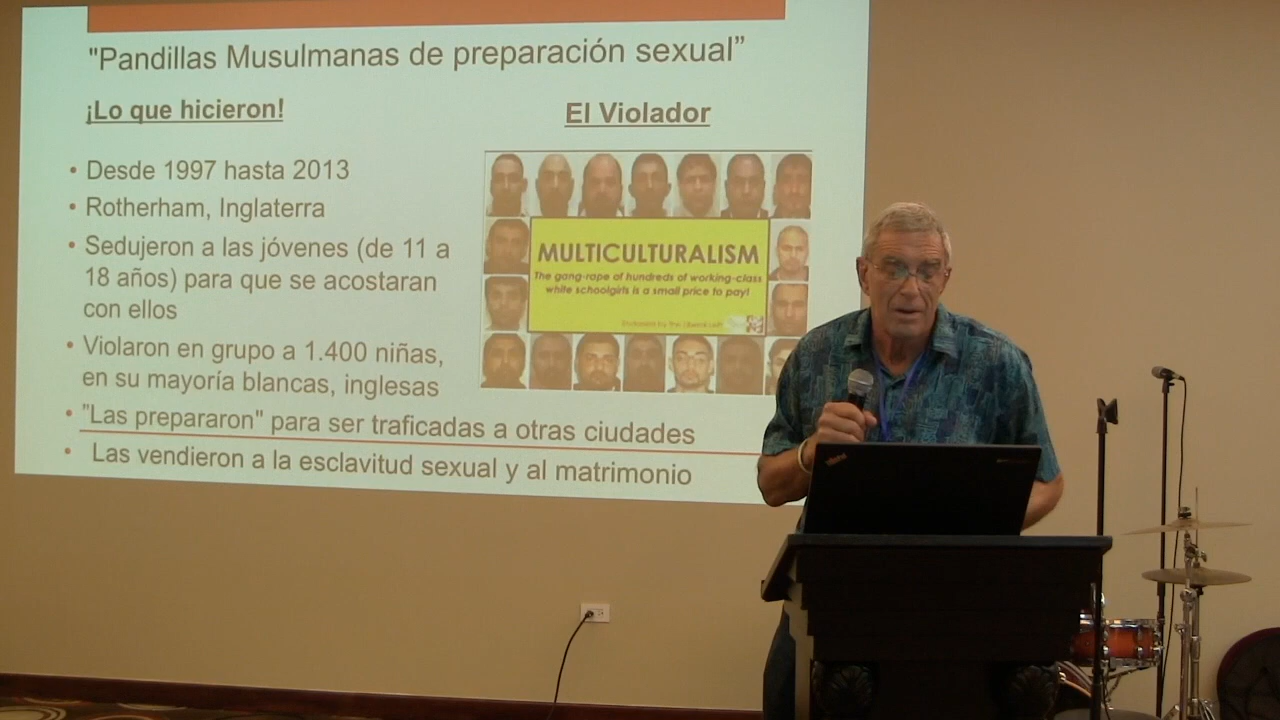 "Pandillas Musulmanas de preparación sexual”
¡Lo que hicieron!
• Desde 1997 hasta 2013
• Rotherham, Inglaterra
• Sedujeron a las jóvenes (de 11 a
18 años) para que se acostaran
con ellos
• Violaron en grupo a 1.400 niñas,
en su mayoría blancas, inglesas
• "Las prepararon" para ser traficadas a otras ciudades
• Las vendieron a la esclavitud sexual y al matrimonio
El Violador
MULTICULTURALISM
The gang-rape of hundreds of working-class
white schoolgirls is a small price to pay!